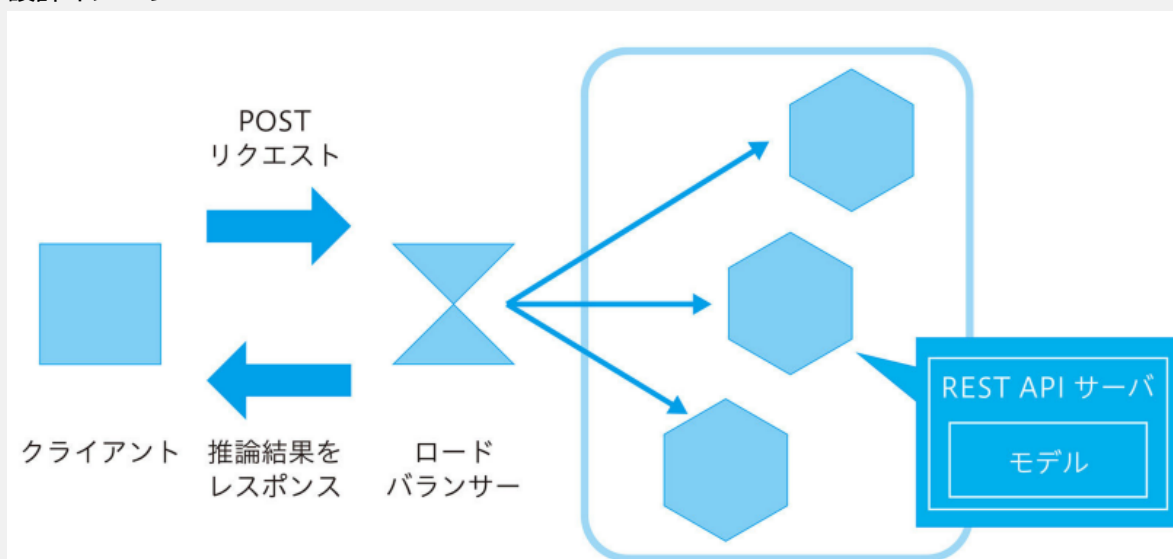 POST
リクエスト
クライアント
推論結果を
レスポンス
ロード
バランサー
REST API サーバ
モデル